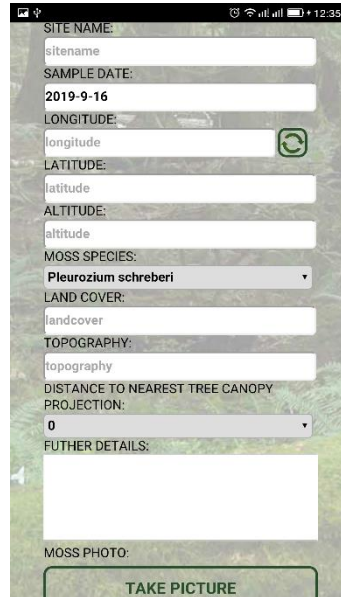 12:35
SITE NAME:
sitename
SAMPLE DATE:
2019-9-16
LONGITUDE:
longitude
LATITUDE:
latitude
ALTITUDE:
altitude
MOSS SPECIES:
Pleurozium schreberi
LAND COVER:
landcover
TOPOGRAPHY:
topography
DISTANCE TO NEAREST TREE CANOPY
PROJECTION:
0
FUTHER DETAILS:
MOSS PHOTO:
TAKE PICTURE